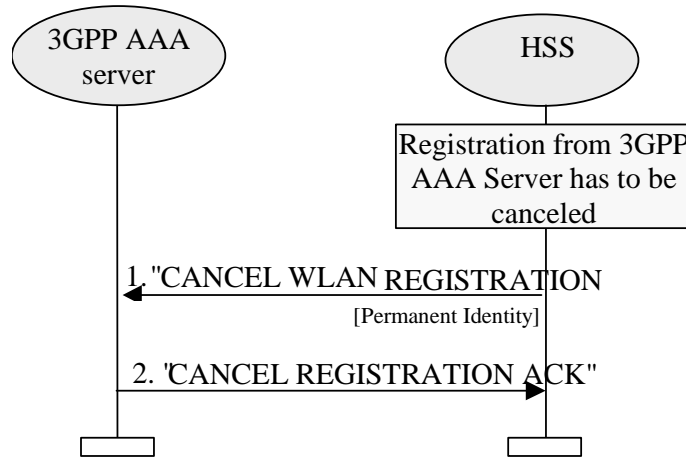 3GPP AAA
server
HSS
Registration from 3GPP
AAA Server has to be
canceled
1. "CANCEL WLAN REGISTRATION
[Permanent Identity]
2. "CANCEL REGISTRATION ACK"